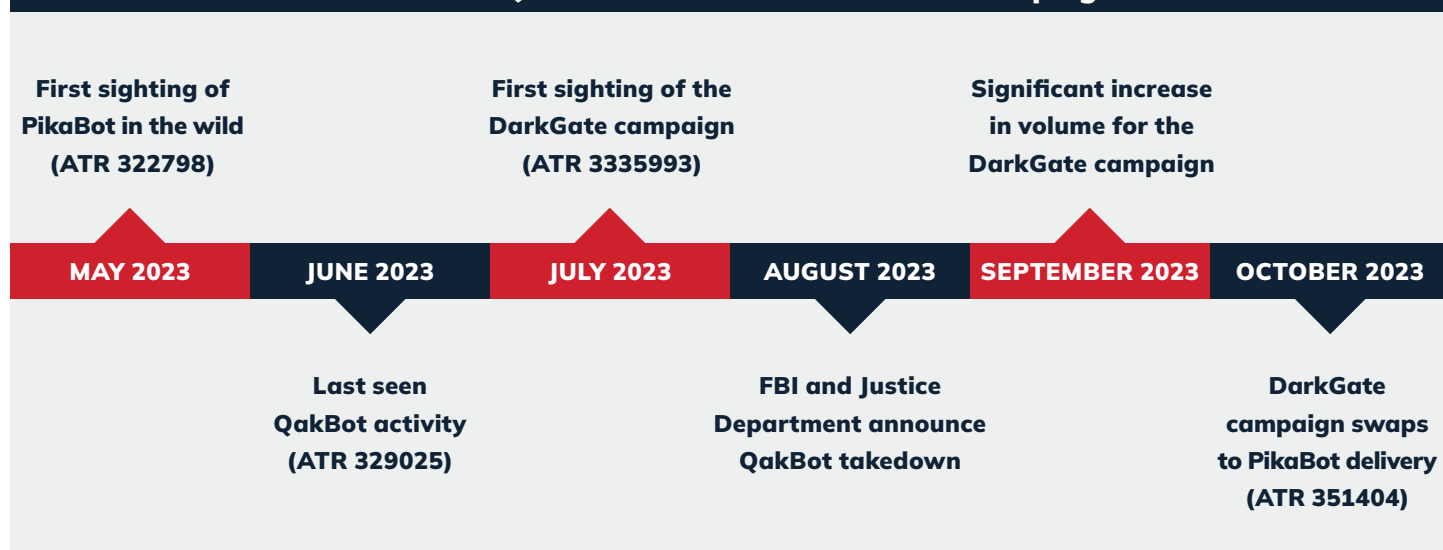 First sighting of
PikaBot in the wild
(ATR 322798)
First sighting of the
DarkGate campaign
(ATR 3335993)
Significant increase
in volume for the
DarkGate campaign
MAY 2023
JUNE 2023
JULY 2023
AUGUST 2023
SEPTEMBER 2023
OCTOBER 2023
Last seen
QakBot activity
(ATR 329025)
FBI and Justice
Department announce
QakBot takedown
DarkGate
campaign swaps
to PikaBot delivery
(ATR 351404)